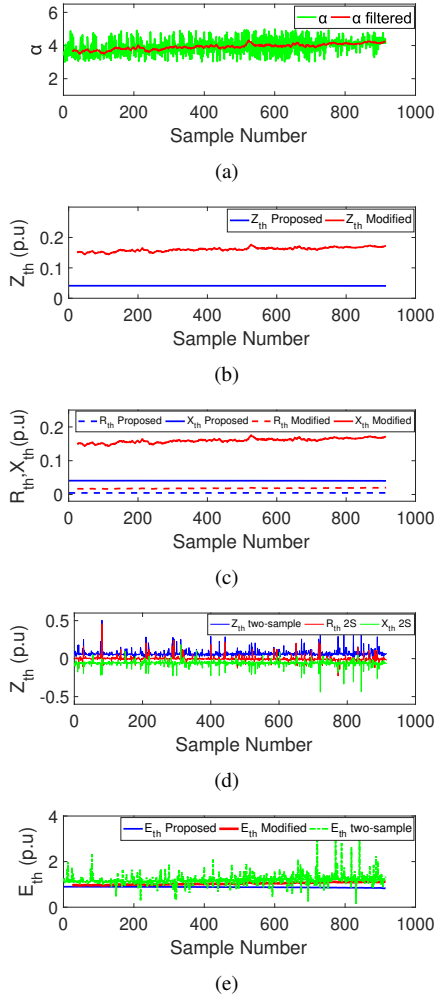 α α filtered
6
4
2
α
0 200 400 600 800 1000
Sample Number
(a)
Z_th Proposed Z_th Modified
0.2
0.1
0
Z_th (p.u)
0 200 400 600 800 1000
Sample Number
(b)
R_th Proposed X_th Proposed R_th Modified X_th Modified
0.2
0.1
0
R_th,X_th(p.u)
0 200 400 600 800 1000
Sample Number
(c)
Z_th two-sample R_th 2S X_th 2S
0.5
0
-0.5
Z_th (p.u)
0 200 400 600 800 1000
Sample Number
(d)
E_th Proposed E_th Modified E_th two-sample
4
2
0
E_th (p.u)
0 200 400 600 800 1000
Sample Number
(e)